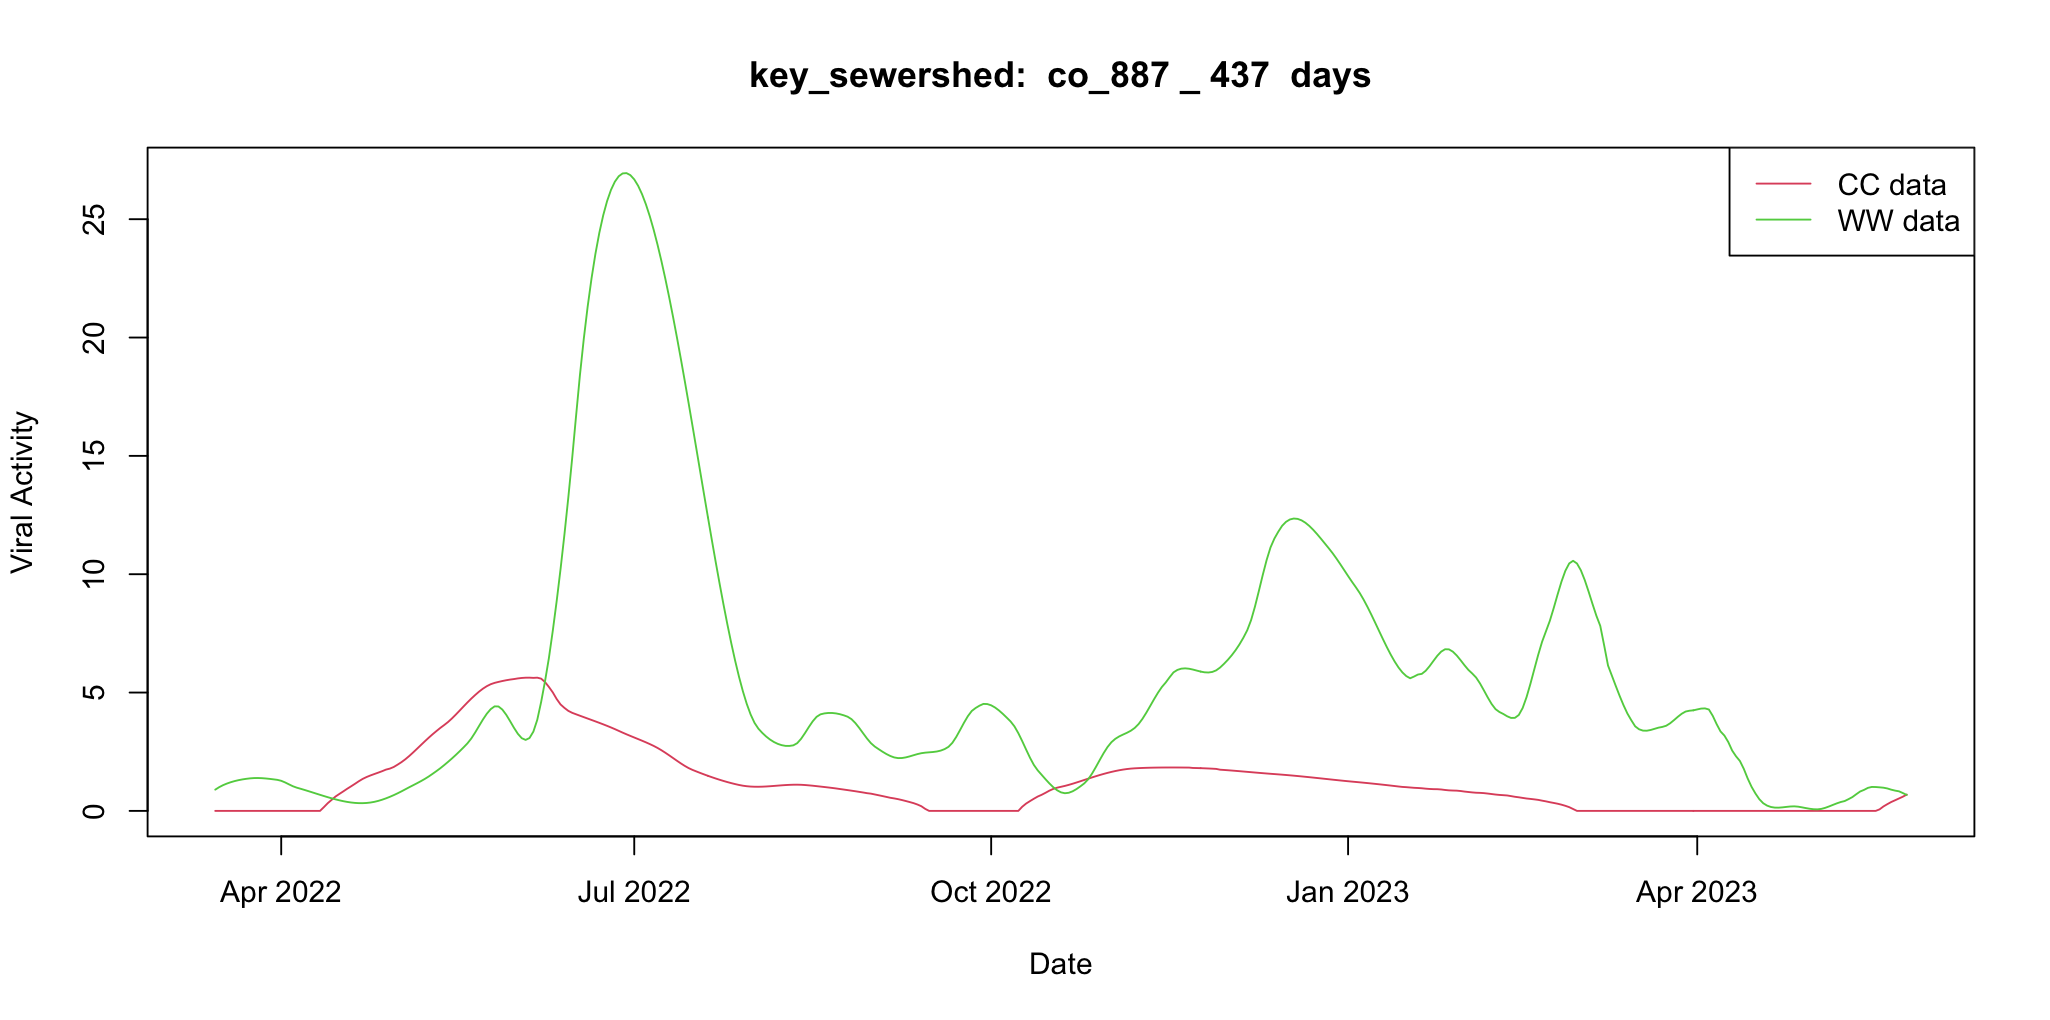 key_sewershed: co_887 _ 437 days
CC data
WW data
Viral Activity
25
20
15
10
5
0
Apr 2022
Jul 2022
Oct 2022
Jan 2023
Apr 2023
Date